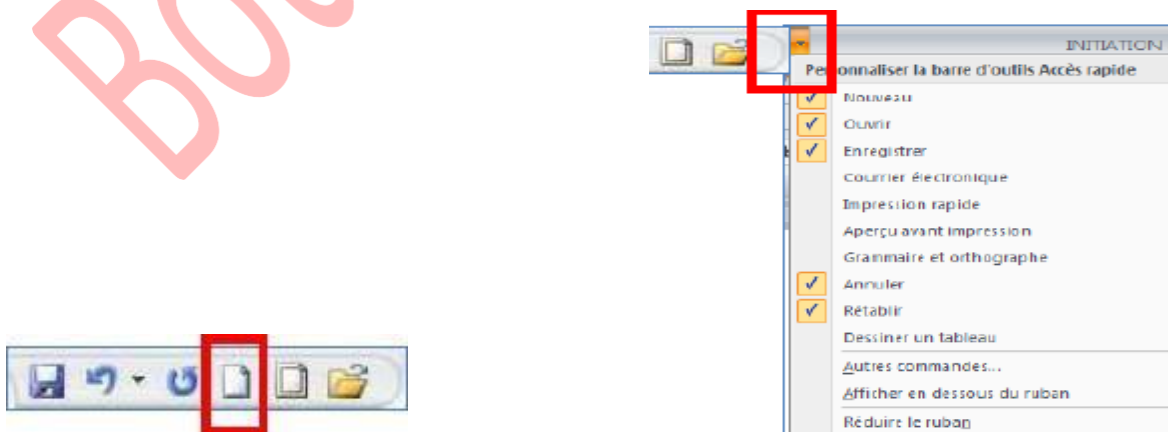 Boo
INITIATION
Personnaliser la barre d'outils Accès rapide
Nouveau
Ouvrir
Enregistrer
Courrier électronique
Impression rapide
Aperçu avant impression
Grammaire et orthographe
Annuler
Rétablir
Dessiner un tableau
Autres commandes...
Afficher en dessous du ruban
Réduire le ruban